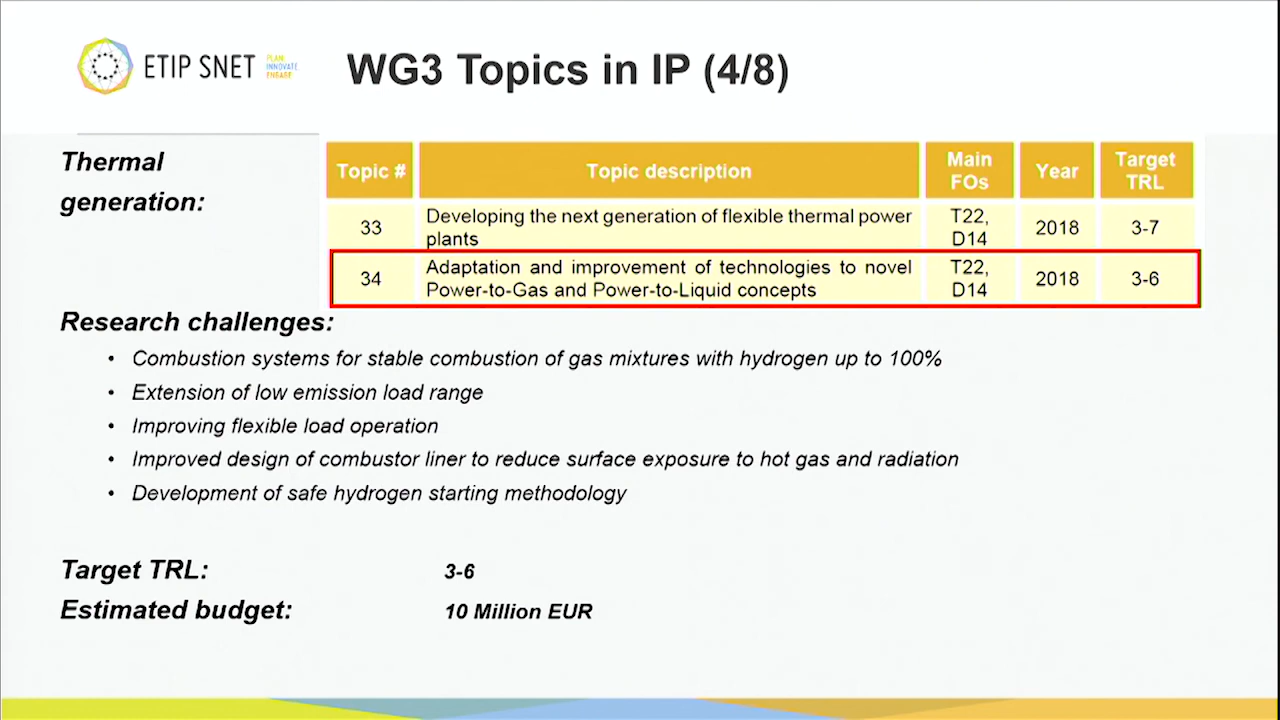 ETIP SNET
PLAN.
INNOVATE.
ENGAGE.
WG3 Topics in IP (4/8)
Thermal
generation:
Topic #
Topic description
Main
FOs
Year
Target
TRL
33
Developing the next generation of flexible thermal power
plants
T22,
D14
2018
3-7
34
Adaptation and improvement of technologies to novel
Power-to-Gas and Power-to-Liquid concepts
T22,
D14
2018
3-6
Research challenges:
• Combustion systems for stable combustion of gas mixtures with hydrogen up to 100%
• Extension of low emission load range
• Improving flexible load operation
• Improved design of combustor liner to reduce surface exposure to hot gas and radiation
• Development of safe hydrogen starting methodology
Target TRL: 3-6
Estimated budget: 10 Million EUR